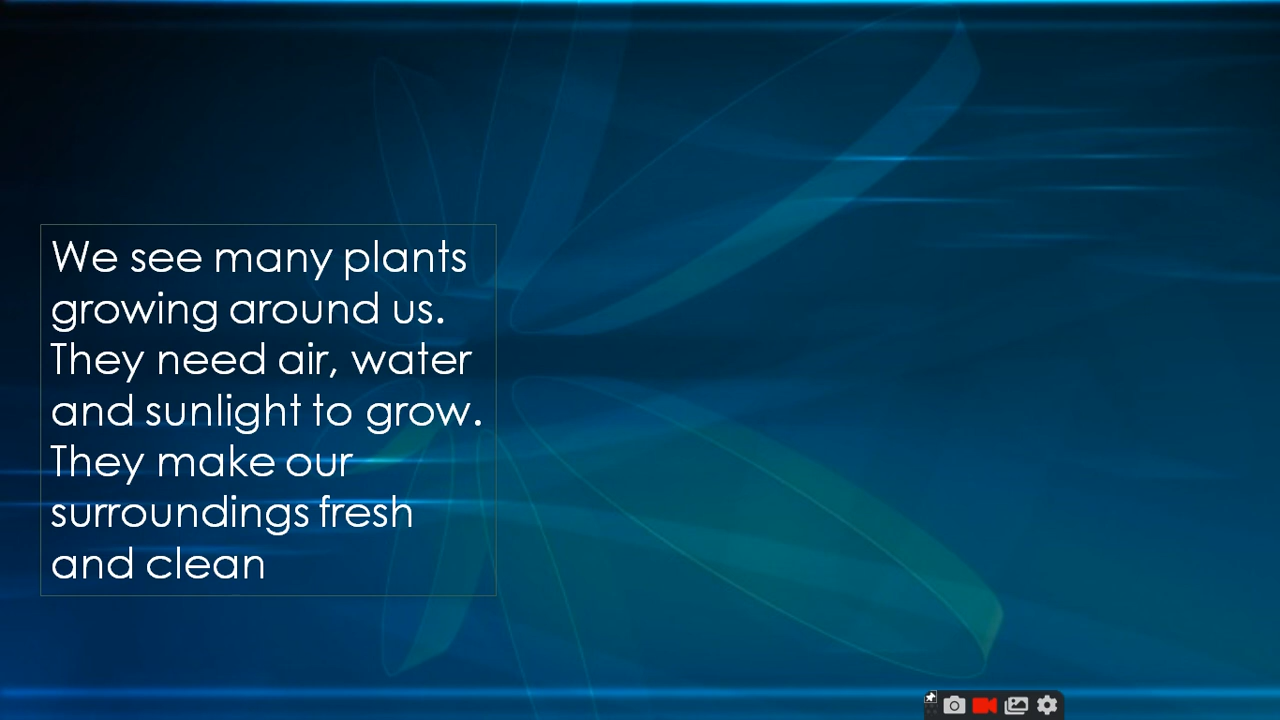 We see many plants
growing around us.
They need air, water
and sunlight to grow.
They make our
surroundings fresh
and clean